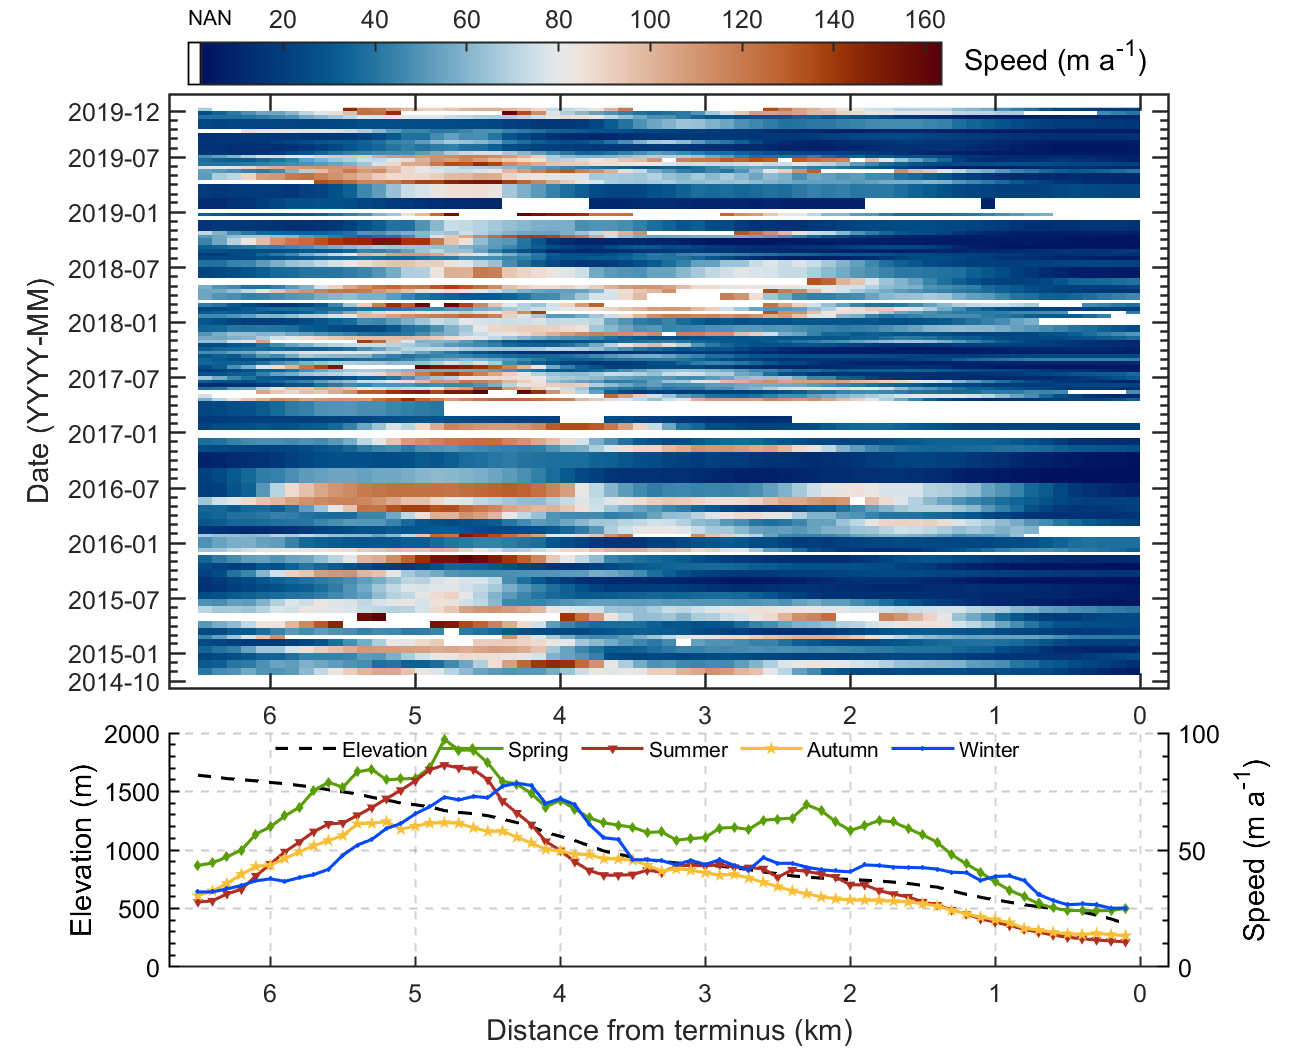 NAN 20 40 60 80 100 120 140 160
Speed (m a-1)
Date (YYYY-MM)
2019-12
2019-07
2019-01
2018-07
2018-01
2017-07
2017-01
2016-07
2016-01
2015-07
2015-01
2014-10
6 5 4 3 2 1 0
Elevation (m)
2000
1500
1000
500
0
Elevation Spring Summer Autumn Winter
100
50
0
Speed (m a-1)
6 5 4 3 2 1 0
Distance from terminus (km)